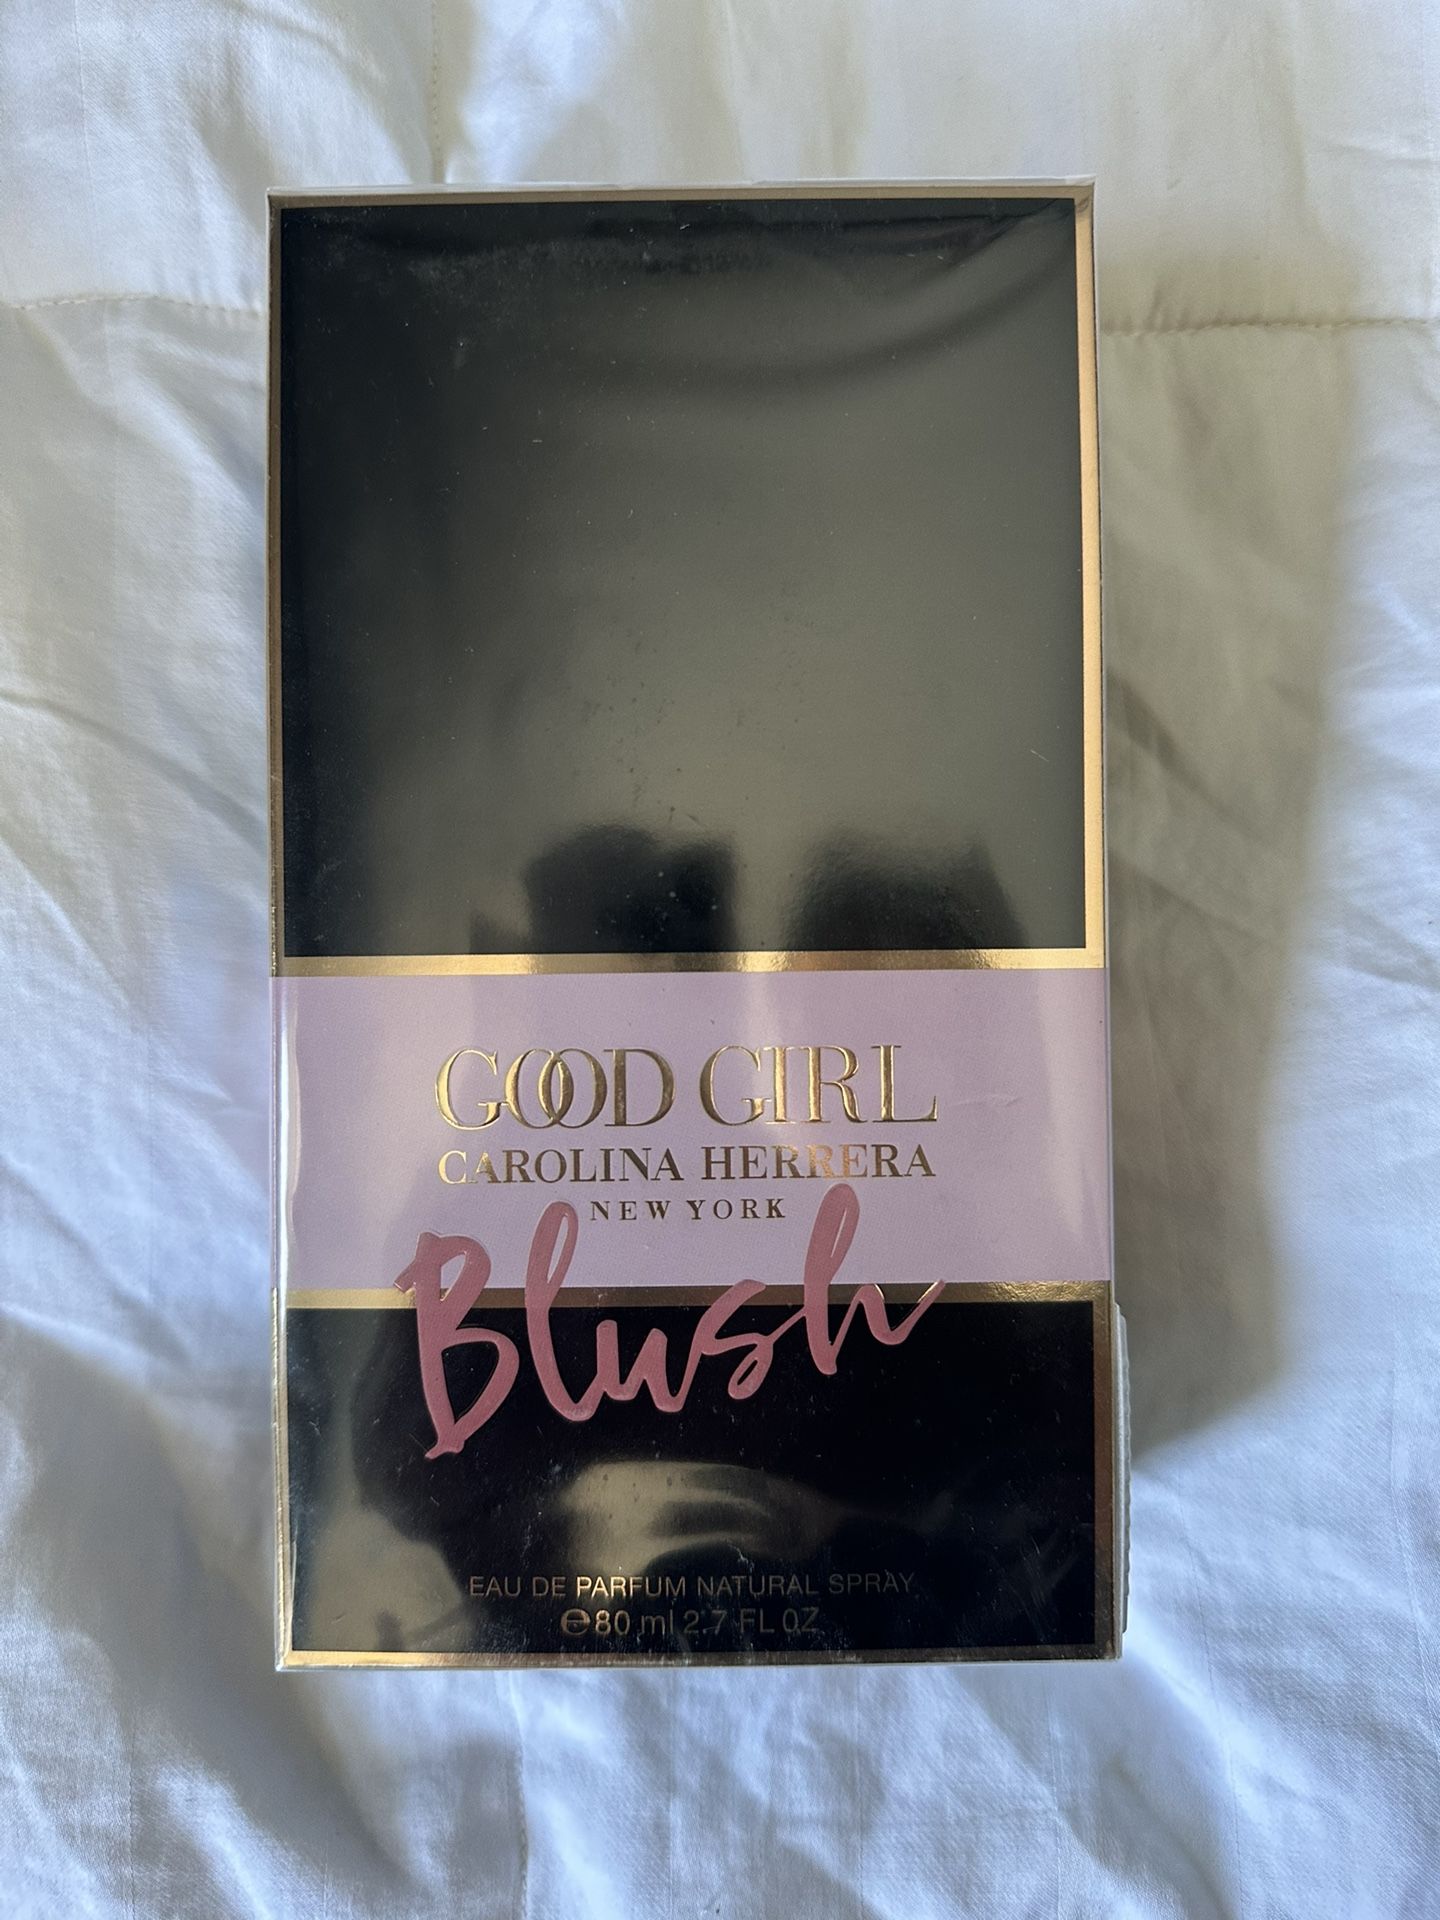 GOOD GIRL
CAROLINA HERRERA
NEW YORK
Blush
EAU DE PARFUM NATURAL SPRAY
℮80 ml 2.7 FL OZ